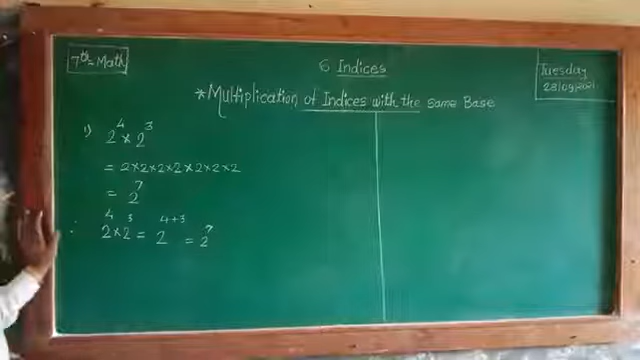 7th - Math
6 Indices
Tuesday
28/09/2021
*Multiplication of Indices with the same Base
1) 2⁴ × 2³
= 2×2×2×2×2×2×2
= 2⁷
∴ 2⁴×2³ = 2⁴⁺³ = 2⁷